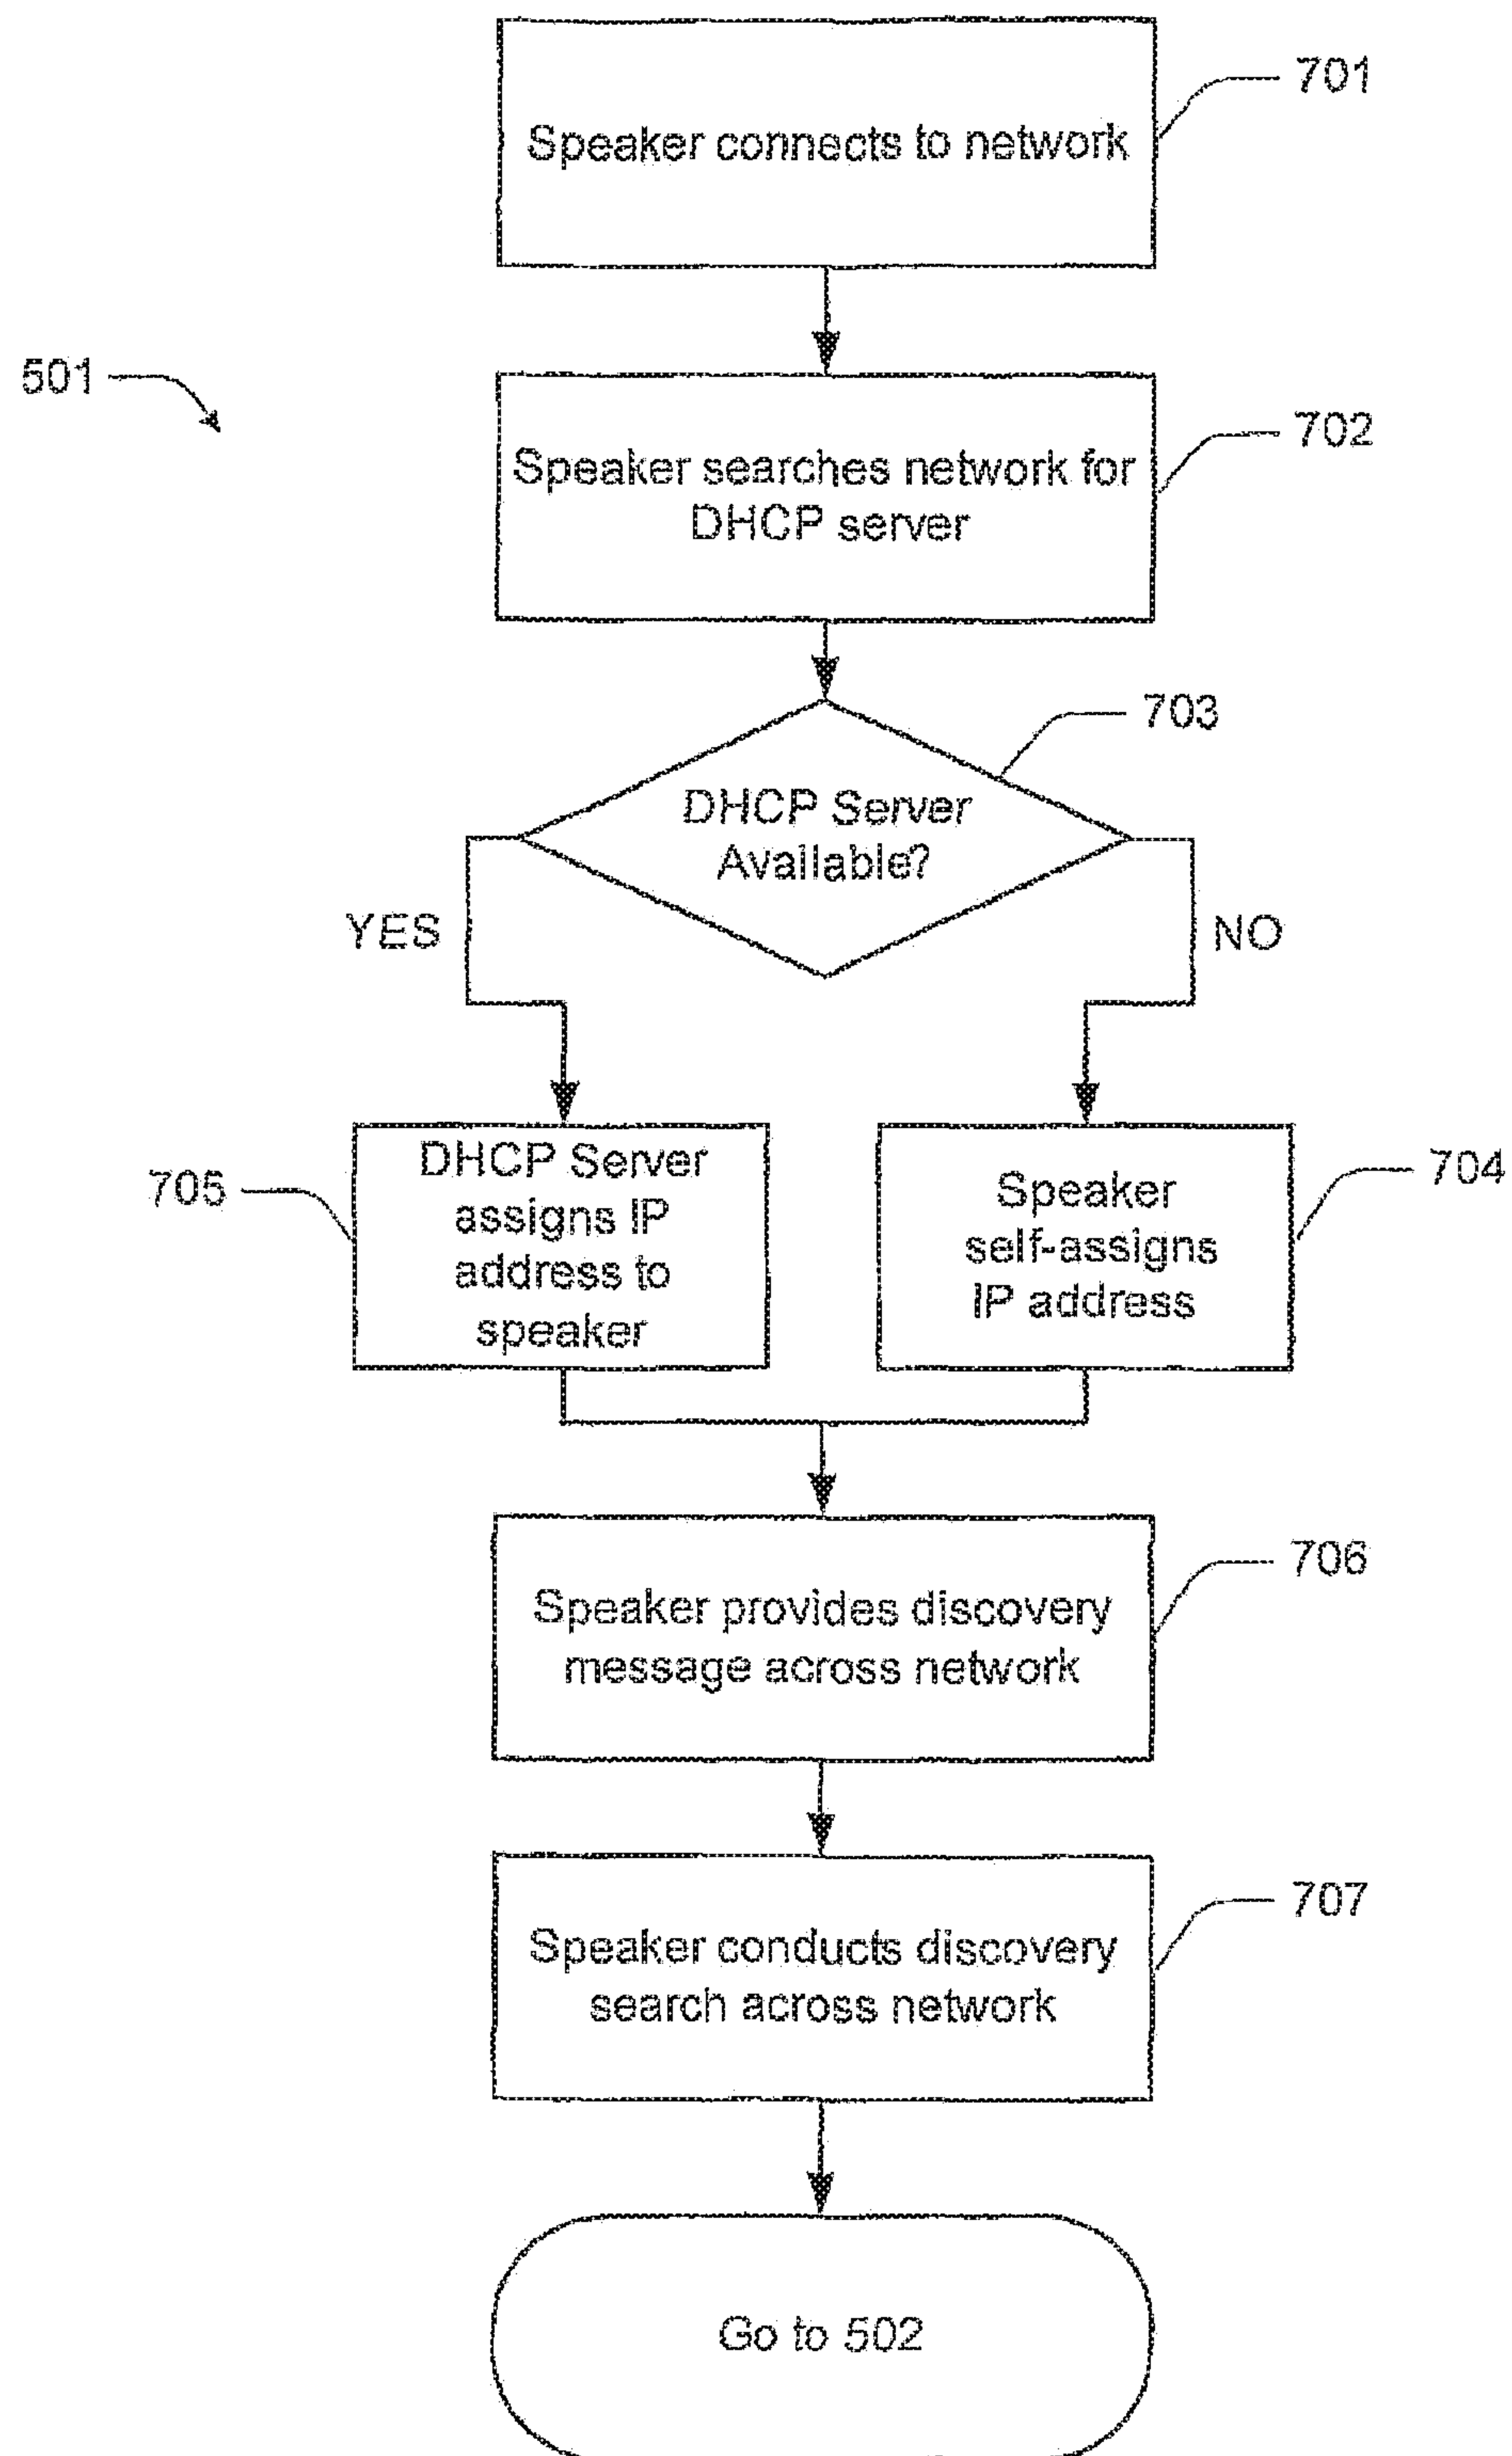 701
Speaker connects to network
501
702
Speaker searches network for
DHCP server
703
DHCP Server
Available?
YES
NO
705
DHCP Server
assigns IP
address to
speaker
704
Speaker
self-assigns
IP address
706
Speaker provides discovery
message across network
707
Speaker conducts discovery
search across network
Go to 502